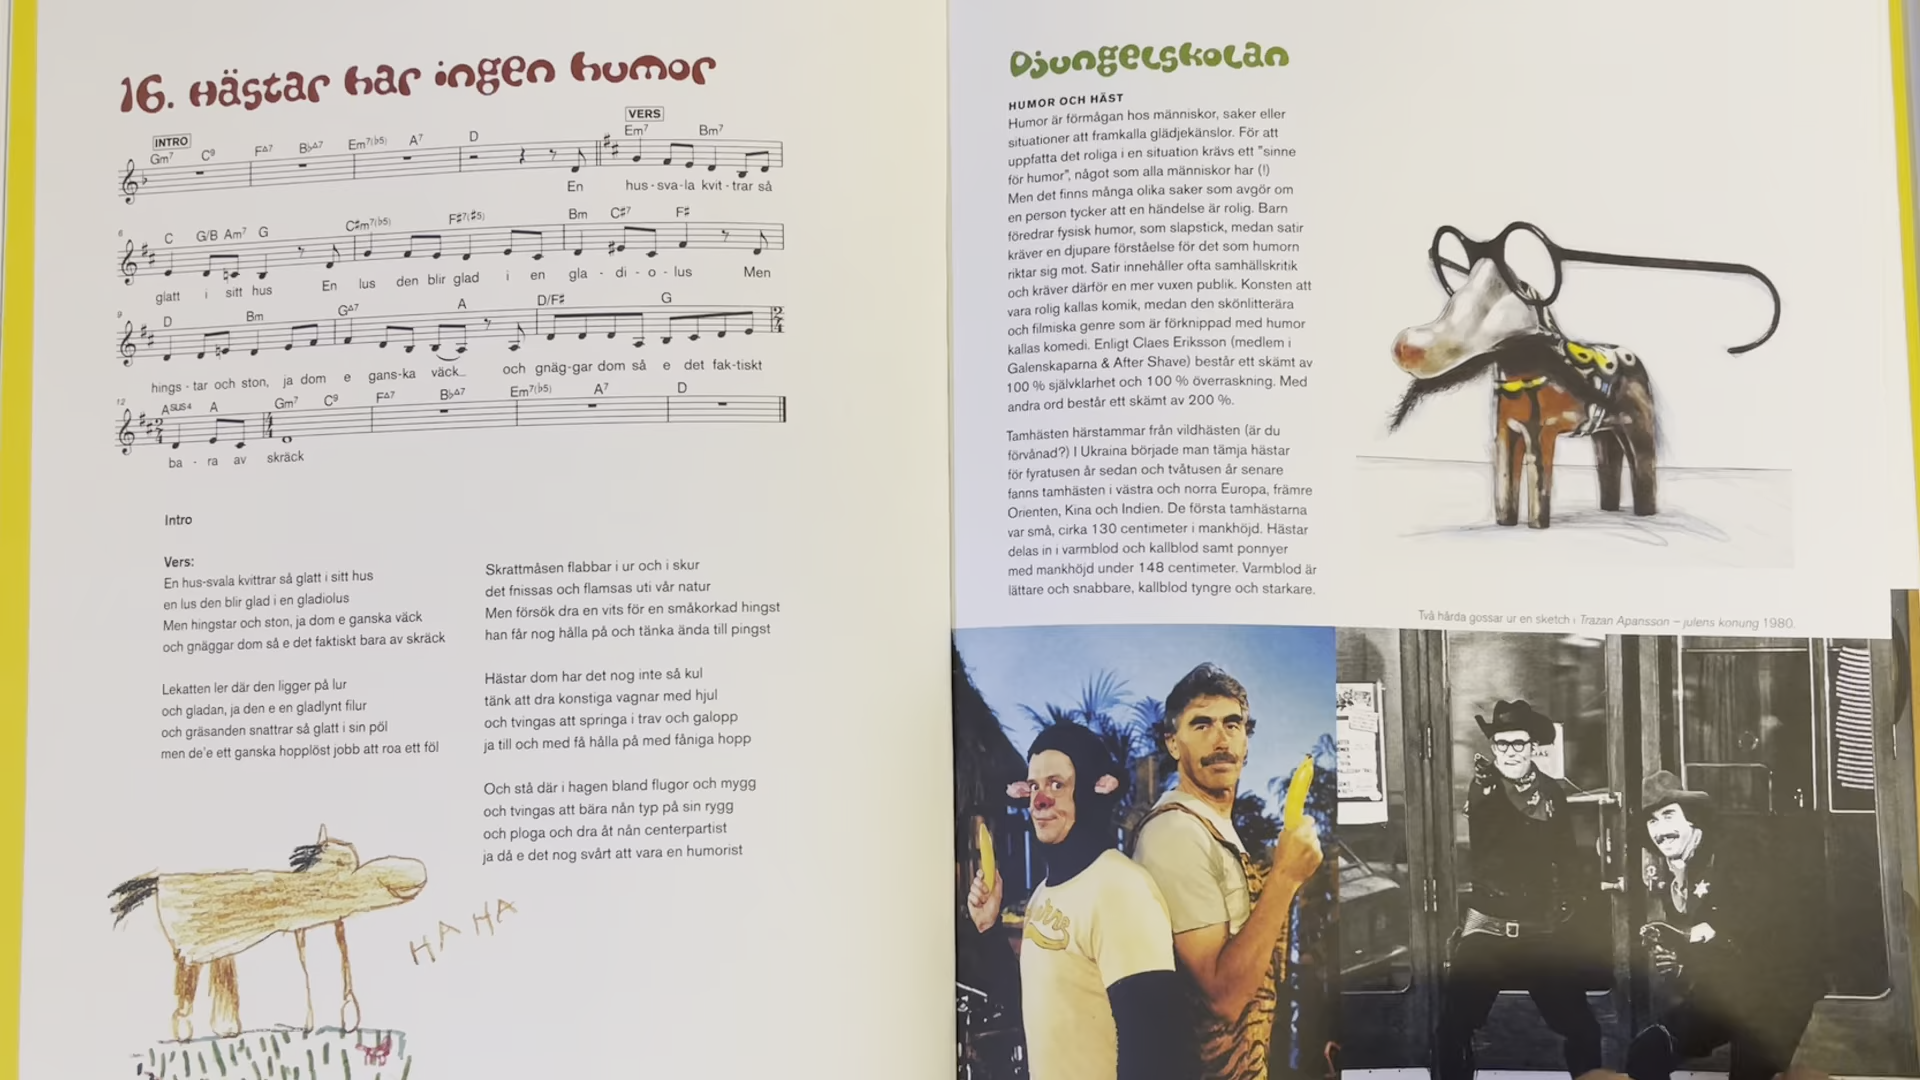 16. Hästar har ingen humor
INTRO
VERS
Gm7 C9 F△7 B♭△7 Em7(♭5) A7 D Em7 Bm7
En hus-sva-la kvit-trar så
6
C G/B Am7 G C♯m7(♭5) F♯7(♯5) Bm C♯7 F♯
glatt i sitt hus En lus den blir glad i en gla-di-o-lus Men
9
D Bm G△7 A D/F♯ G
hings-tar och ston, ja dom e gans-ka väck_ och gnäg-gar dom så e det fak-tiskt
12
Asus4 A Gm7 C9 F△7 B♭△7 Em7(♭5) A7 D
ba-ra av skräck
Intro
Vers:
En hus-svala kvittrar så glatt i sitt hus
en lus den blir glad i en gladiolus
Men hingstar och ston, ja dom e ganska väck
och gnäggar dom så e det faktiskt bara av skräck
Lekatten ler där den ligger på lur
och gladan, ja den e en gladlynt filur
och gräsanden snattrar så glatt i sin pöl
men de'e ett ganska hopplöst jobb att roa ett föl
Skrattmåsen flabbar i ur och i skur
det fnissas och flamsas uti vår natur
Men försök dra en vits för en småkorkad hingst
han får nog hålla på och tänka ända till pingst
Hästar dom har det nog inte så kul
tänk att dra konstiga vagnar med hjul
och tvingas att springa i trav och galopp
ja till och med få hålla på med fåniga hopp
Och stå där i hagen bland flugor och mygg
och tvingas att bära nån typ på sin rygg
och ploga och dra åt nån centerpartist
ja då e det nog svårt att vara en humorist
HA HA
Djungelskolan
HUMOR OCH HÄST
Humor är förmågan hos människor, saker eller
situationer att framkalla glädjekänslor. För att
uppfatta det roliga i en situation krävs ett "sinne
för humor", något som alla människor har (!)
Men det finns många olika saker som avgör om
en person tycker att en händelse är rolig. Barn
föredrar fysisk humor, som slapstick, medan satir
kräver en djupare förståelse för det som humorn
riktar sig mot. Satir innehåller ofta samhällskritik
och kräver därför en mer vuxen publik. Konsten att
vara rolig kallas komik, medan den skönlitterära
och filmiska genre som är förknippad med humor
kallas komedi. Enligt Claes Eriksson (medlem i
Galenskaparna & After Shave) består ett skämt av
100 % självklarhet och 100 % överraskning. Med
andra ord består ett skämt av 200 %.
Tamhästen härstammar från vildhästen (är du
förvånad?) I Ukraina började man tämja hästar
för fyratusen år sedan och tvåtusen år senare
fanns tamhästen i västra och norra Europa, främre
Orienten, Kina och Indien. De första tamhästarna
var små, cirka 130 centimeter i mankhöjd. Hästar
delas in i varmblod och kallblod samt ponnyer
med mankhöjd under 148 centimeter. Varmblod är
lättare och snabbare, kallblod tyngre och starkare.
Två hårda gossar ur en sketch i Trazan Apansson – julens konung 1980.